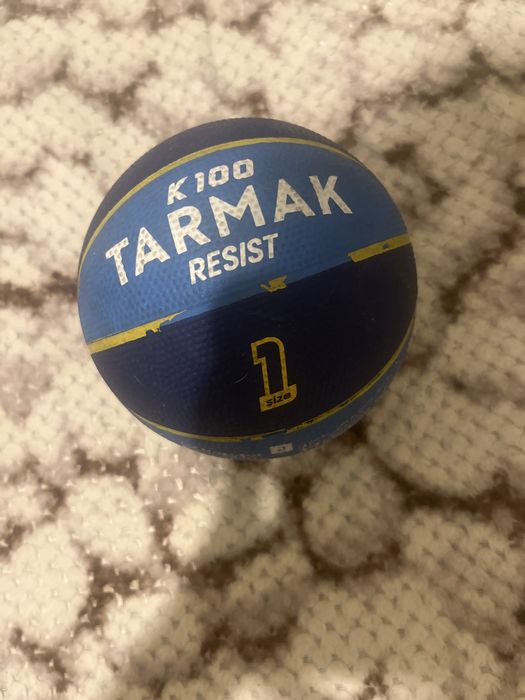 K100
TARMAK
RESIST
1
size